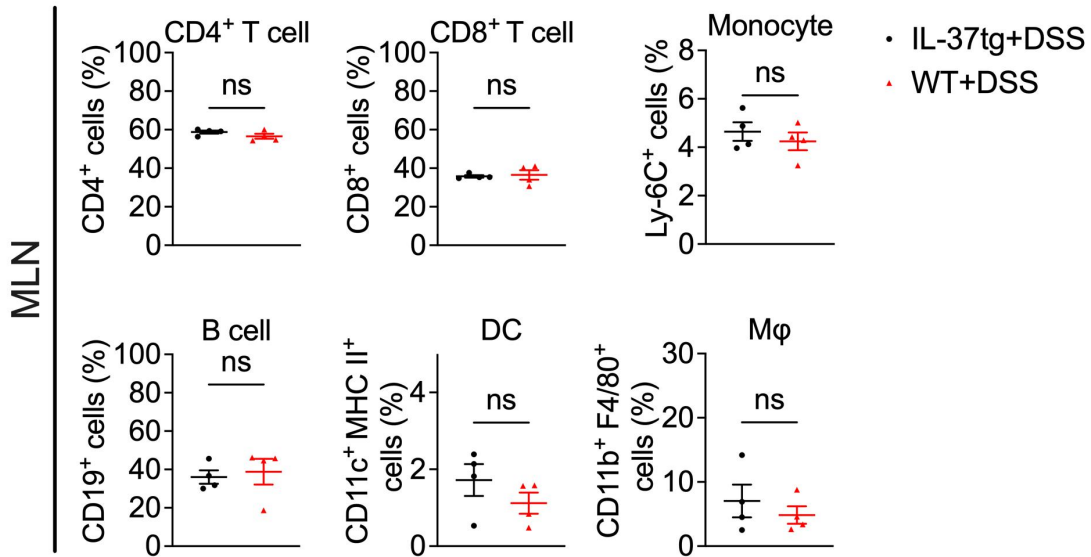 MLN
CD4⁺ T cell
CD4⁺ cells (%)
100
80
60
40
20
0
ns
CD8⁺ T cell
CD8⁺ cells (%)
100
80
60
40
20
0
ns
Monocyte
Ly-6C⁺ cells (%
8
6
4
2
0
ns
IL-37tg+DSS
WT+DSS
B cell
CD19⁺ cells (%)
100
80
60
40
20
0
ns
DC
CD11c⁺ MHC II⁺
cells (%)
4
2
0
ns
Mφ
CD11b⁺ F4/80⁺
cells (%)
30
20
10
0
ns